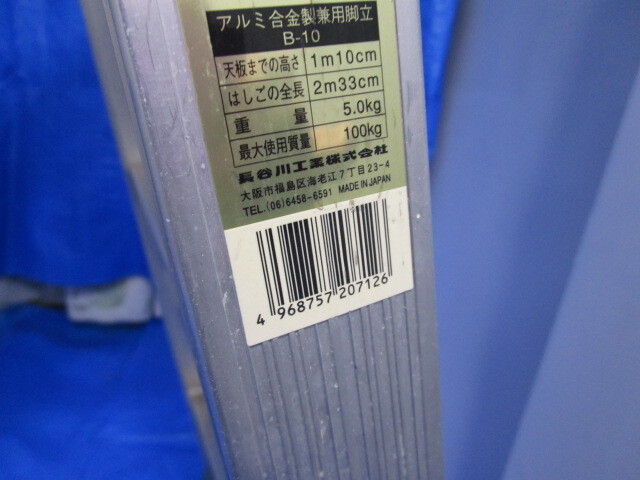 アルミ合金製兼用脚立
B-10
天板までの高さ 1m10cm
はしごの全長 2m33cm
重量 5.0kg
最大使用質量 100kg
長谷川工業株式会社
大阪市福島区海老江7丁目23-4
TEL.(06)6458-6591 MADE IN JAPAN
4 968757 207126